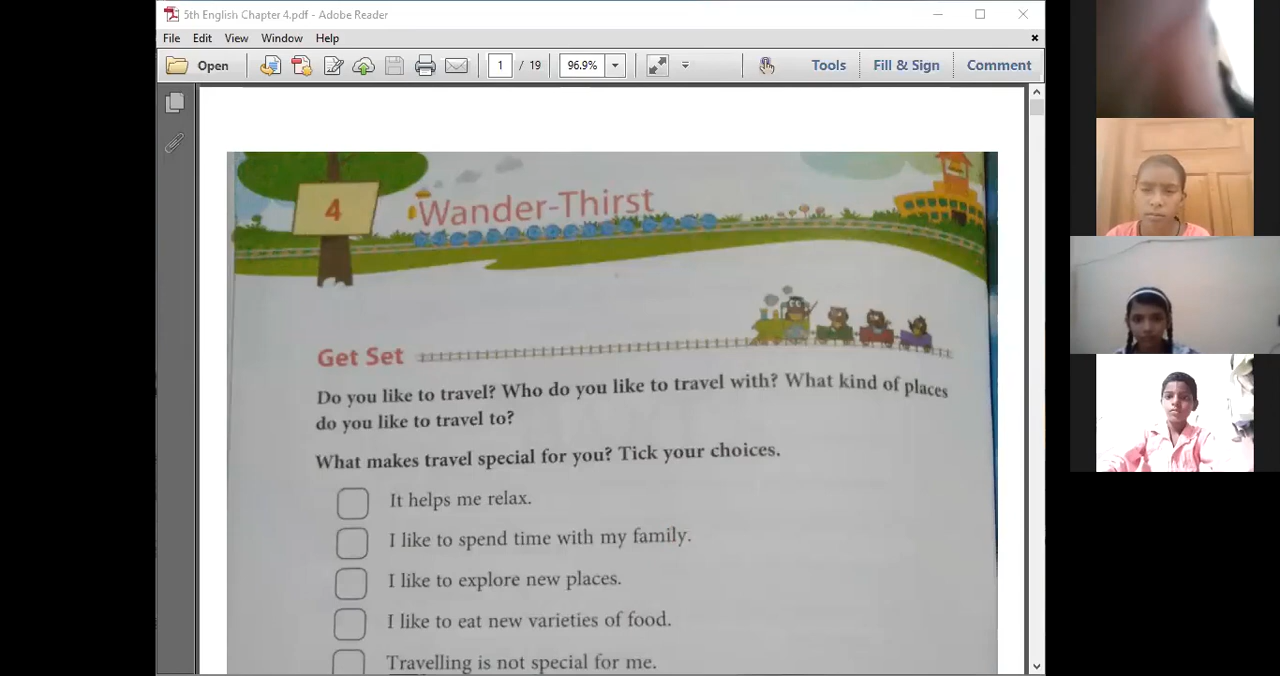 5th English Chapter 4.pdf - Adobe Reader
File Edit View Window Help
Open 1 / 19 96.9% Tools Fill & Sign Comment
4
Wander-Thirst
Get Set
Do you like to travel? Who do you like to travel with? What kind of places
do you like to travel to?
What makes travel special for you? Tick your choices.
It helps me relax.
I like to spend time with my family.
I like to explore new places.
I like to eat new varieties of food.
Travelling is not special for me.